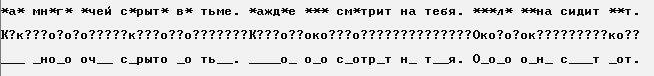 *а* мн*г* *чей с*рыт* в* тьме. *ажд*е *** см*трит на тебя. ***л* **на сидит **т.
К?к???о?о?о?????к???о??о???????К???о??око???о??????????????Око?о?ок?????????ко??
___ _но_о оч__ с_рыто _о ть__. ____о_ о_о с_отр_т н_ т__я. О_о_о о_н_ с___т _от.